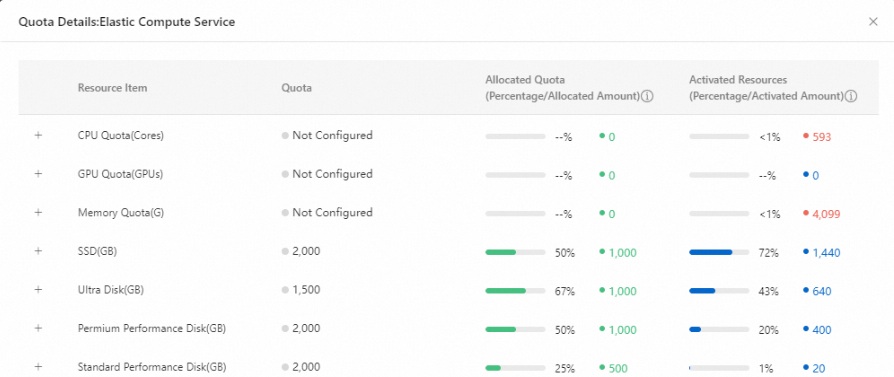 Quota Details:Elastic Compute Service
Resource Item Quota Allocated Quota (Percentage/Allocated Amount) Activated Resources (Percentage/Activated Amount)
+ CPU Quota(Cores) Not Configured --% 0 <1% 593
+ GPU Quota(GPUs) Not Configured --% 0 --% 0
+ Memory Quota(G) Not Configured --% 0 <1% 4,099
+ SSD(GB) 2,000 50% 1,000 72% 1,440
+ Ultra Disk(GB) 1,500 67% 1,000 43% 640
+ Permium Performance Disk(GB) 2,000 50% 1,000 20% 400
+ Standard Performance Disk(GB) 2,000 25% 500 1% 20